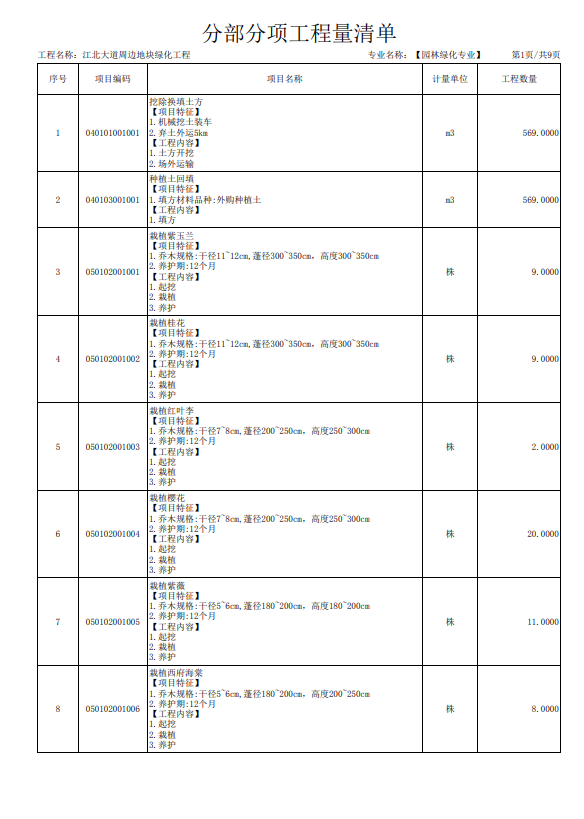 分部分项工程量清单
工程名称: 江北大道周边地块绿化工程 专业名称: 【园林绿化专业】 第1页/共9页
序号 项目编码 项目名称 计量单位 工程数量
1 040101001001 挖除换填土方 m3 569.0000
【项目特征】
1.机械挖土装车
2.弃土外运5km
【工程内容】
1.土方开挖
2.场外运输
2 040103001001 种植土回填 m3 569.0000
【项目特征】
1.填方材料品种:外购种植土
【工程内容】
1.填方
3 050102001001 栽植紫玉兰 株 9.0000
【项目特征】
1.乔木规格:干径11~12cm,蓬径300~350cm, 高度300~350cm
2.养护期:12个月
【工程内容】
1.起挖
2.栽植
3.养护
4 050102001002 栽植桂花 株 9.0000
【项目特征】
1.乔木规格:干径11~12cm,蓬径300~350cm, 高度300~350cm
2.养护期:12个月
【工程内容】
1.起挖
2.栽植
3.养护
5 050102001003 栽植红叶李 株 2.0000
【项目特征】
1.乔木规格:干径7~8cm,蓬径200~250cm, 高度250~300cm
2.养护期:12个月
【工程内容】
1.起挖
2.栽植
3.养护
6 050102001004 栽植樱花 株 20.0000
【项目特征】
1.乔木规格:干径7~8cm,蓬径200~250cm, 高度250~300cm
2.养护期:12个月
【工程内容】
1.起挖
2.栽植
3.养护
7 050102001005 栽植紫薇 株 11.0000
【项目特征】
1.乔木规格:干径5~6cm,蓬径180~200cm, 高度180~200cm
2.养护期:12个月
【工程内容】
1.起挖
2.栽植
3.养护
8 050102001006 栽植西府海棠 株 8.0000
【项目特征】
1.乔木规格:干径5~6cm,蓬径180~200cm, 高度200~250cm
2.养护期:12个月
【工程内容】
1.起挖
2.栽植
3.养护